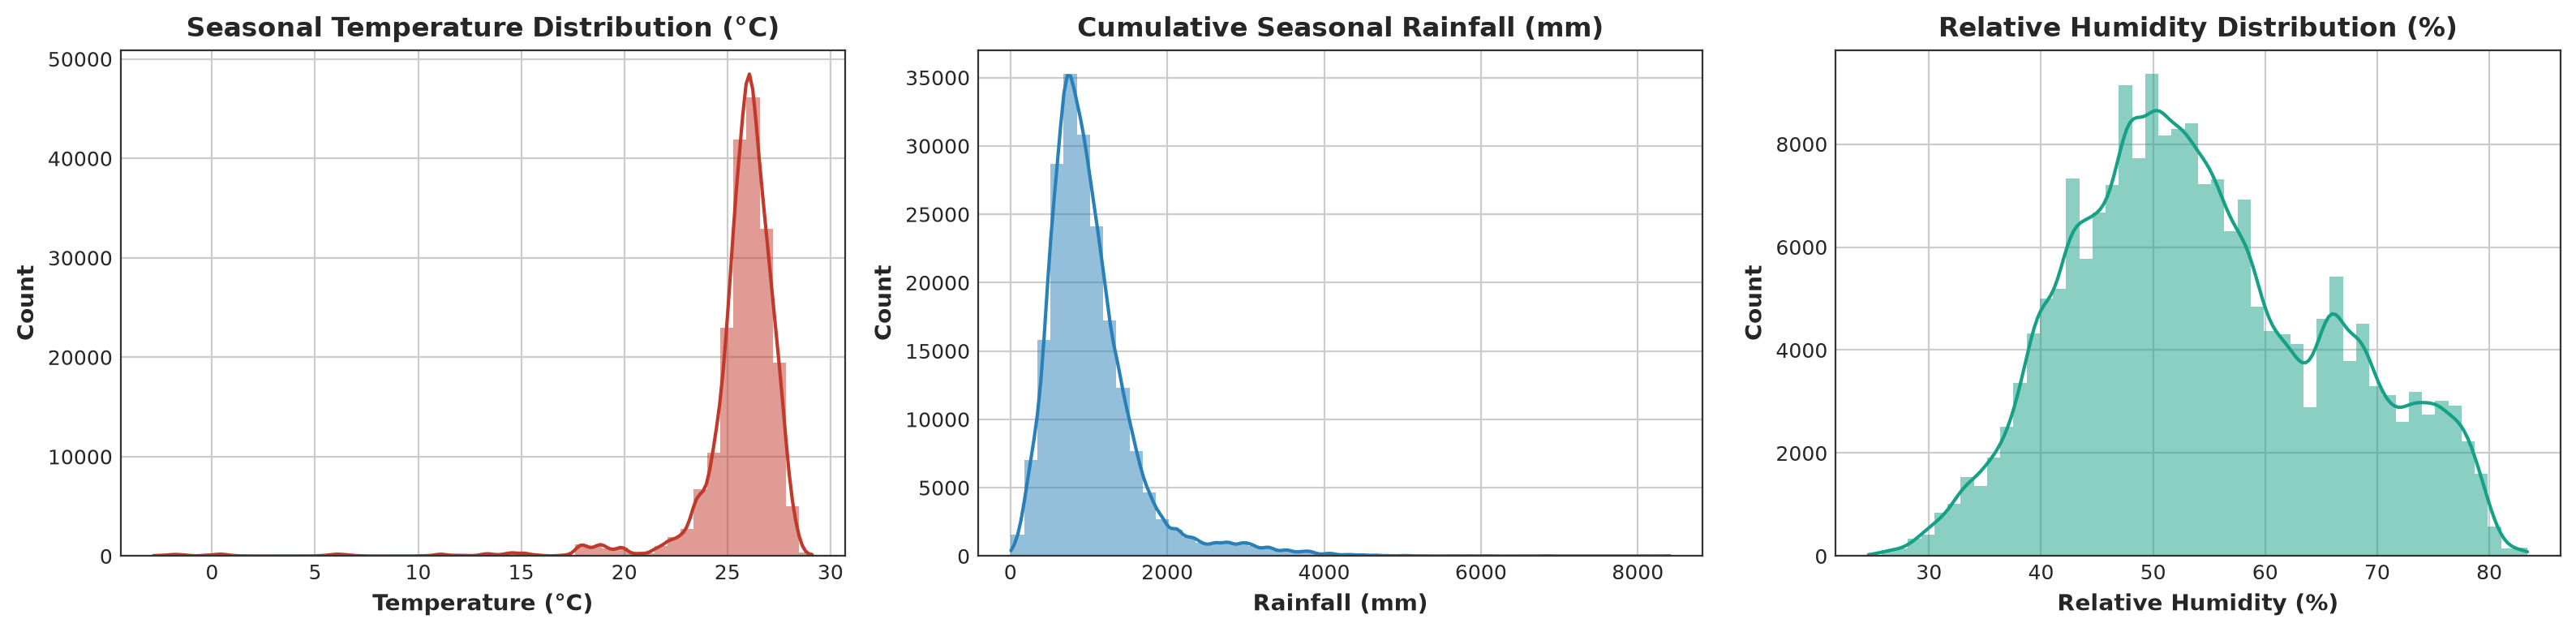 Seasonal Temperature Distribution (°C)
50000
40000
30000
20000
10000
0
Count
0 5 10 15 20 25 30
Temperature (°C)
Cumulative Seasonal Rainfall (mm)
35000
30000
25000
20000
15000
10000
5000
0
Count
0 2000 4000 6000 8000
Rainfall (mm)
Relative Humidity Distribution (%)
8000
6000
4000
2000
0
Count
30 40 50 60 70 80
Relative Humidity (%)